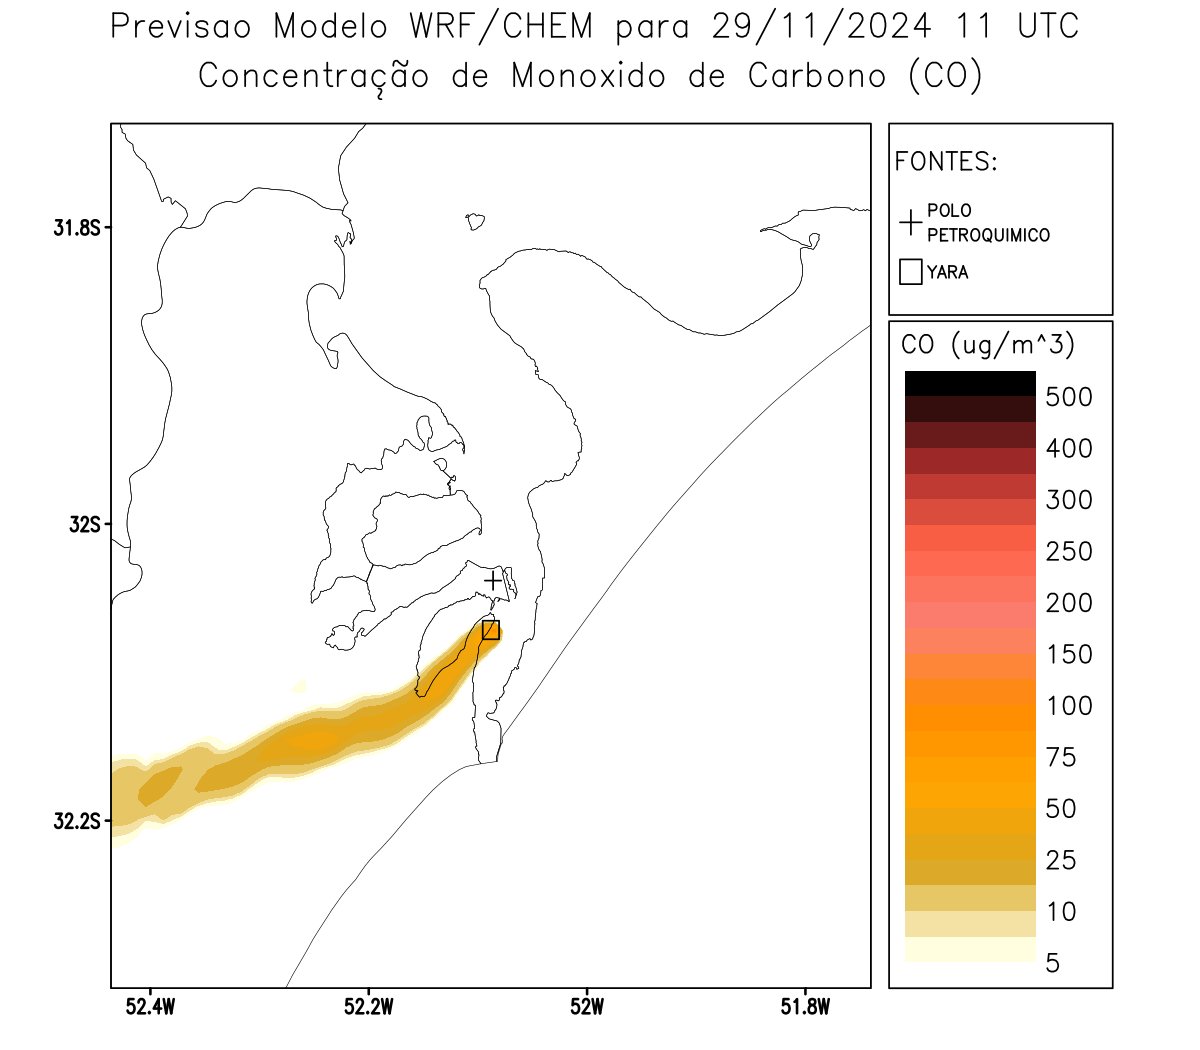 Previsao Modelo WRF/CHEM para 29/11/2024 11 UTC
Concentração de Monoxido de Carbono (CO)
FONTES:
POLO
PETROQUIMICO
YARA
CO (ug/m^3)
500
400
300
250
200
150
100
75
50
25
10
5
31.8S
32S
32.2S
52.4W
52.2W
52W
51.8W